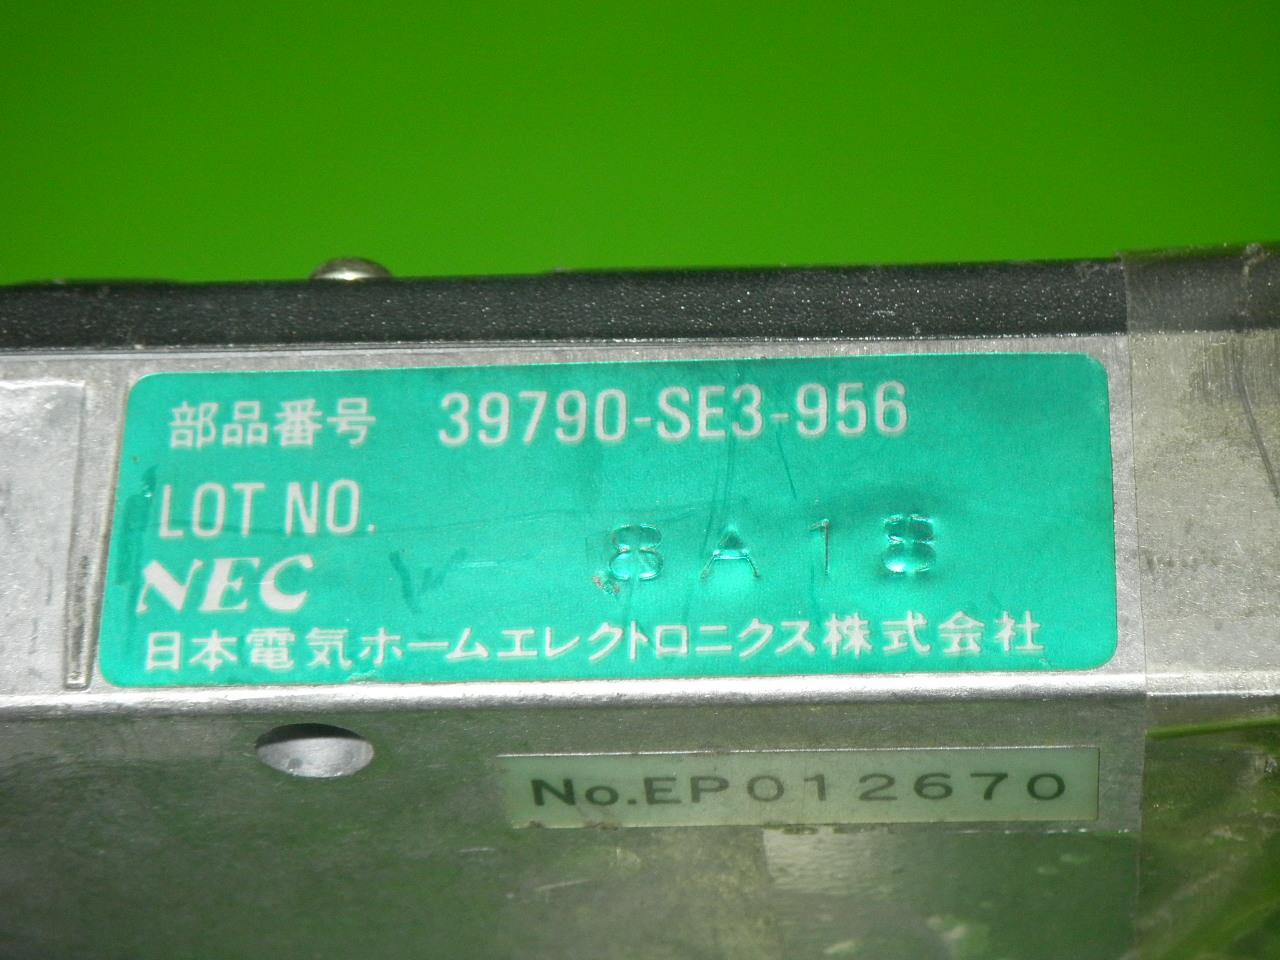 部品番号 39790-SE3-956
LOT NO. 8A18
NEC
日本電気ホームエレクトロニクス株式会社
No.EP012670